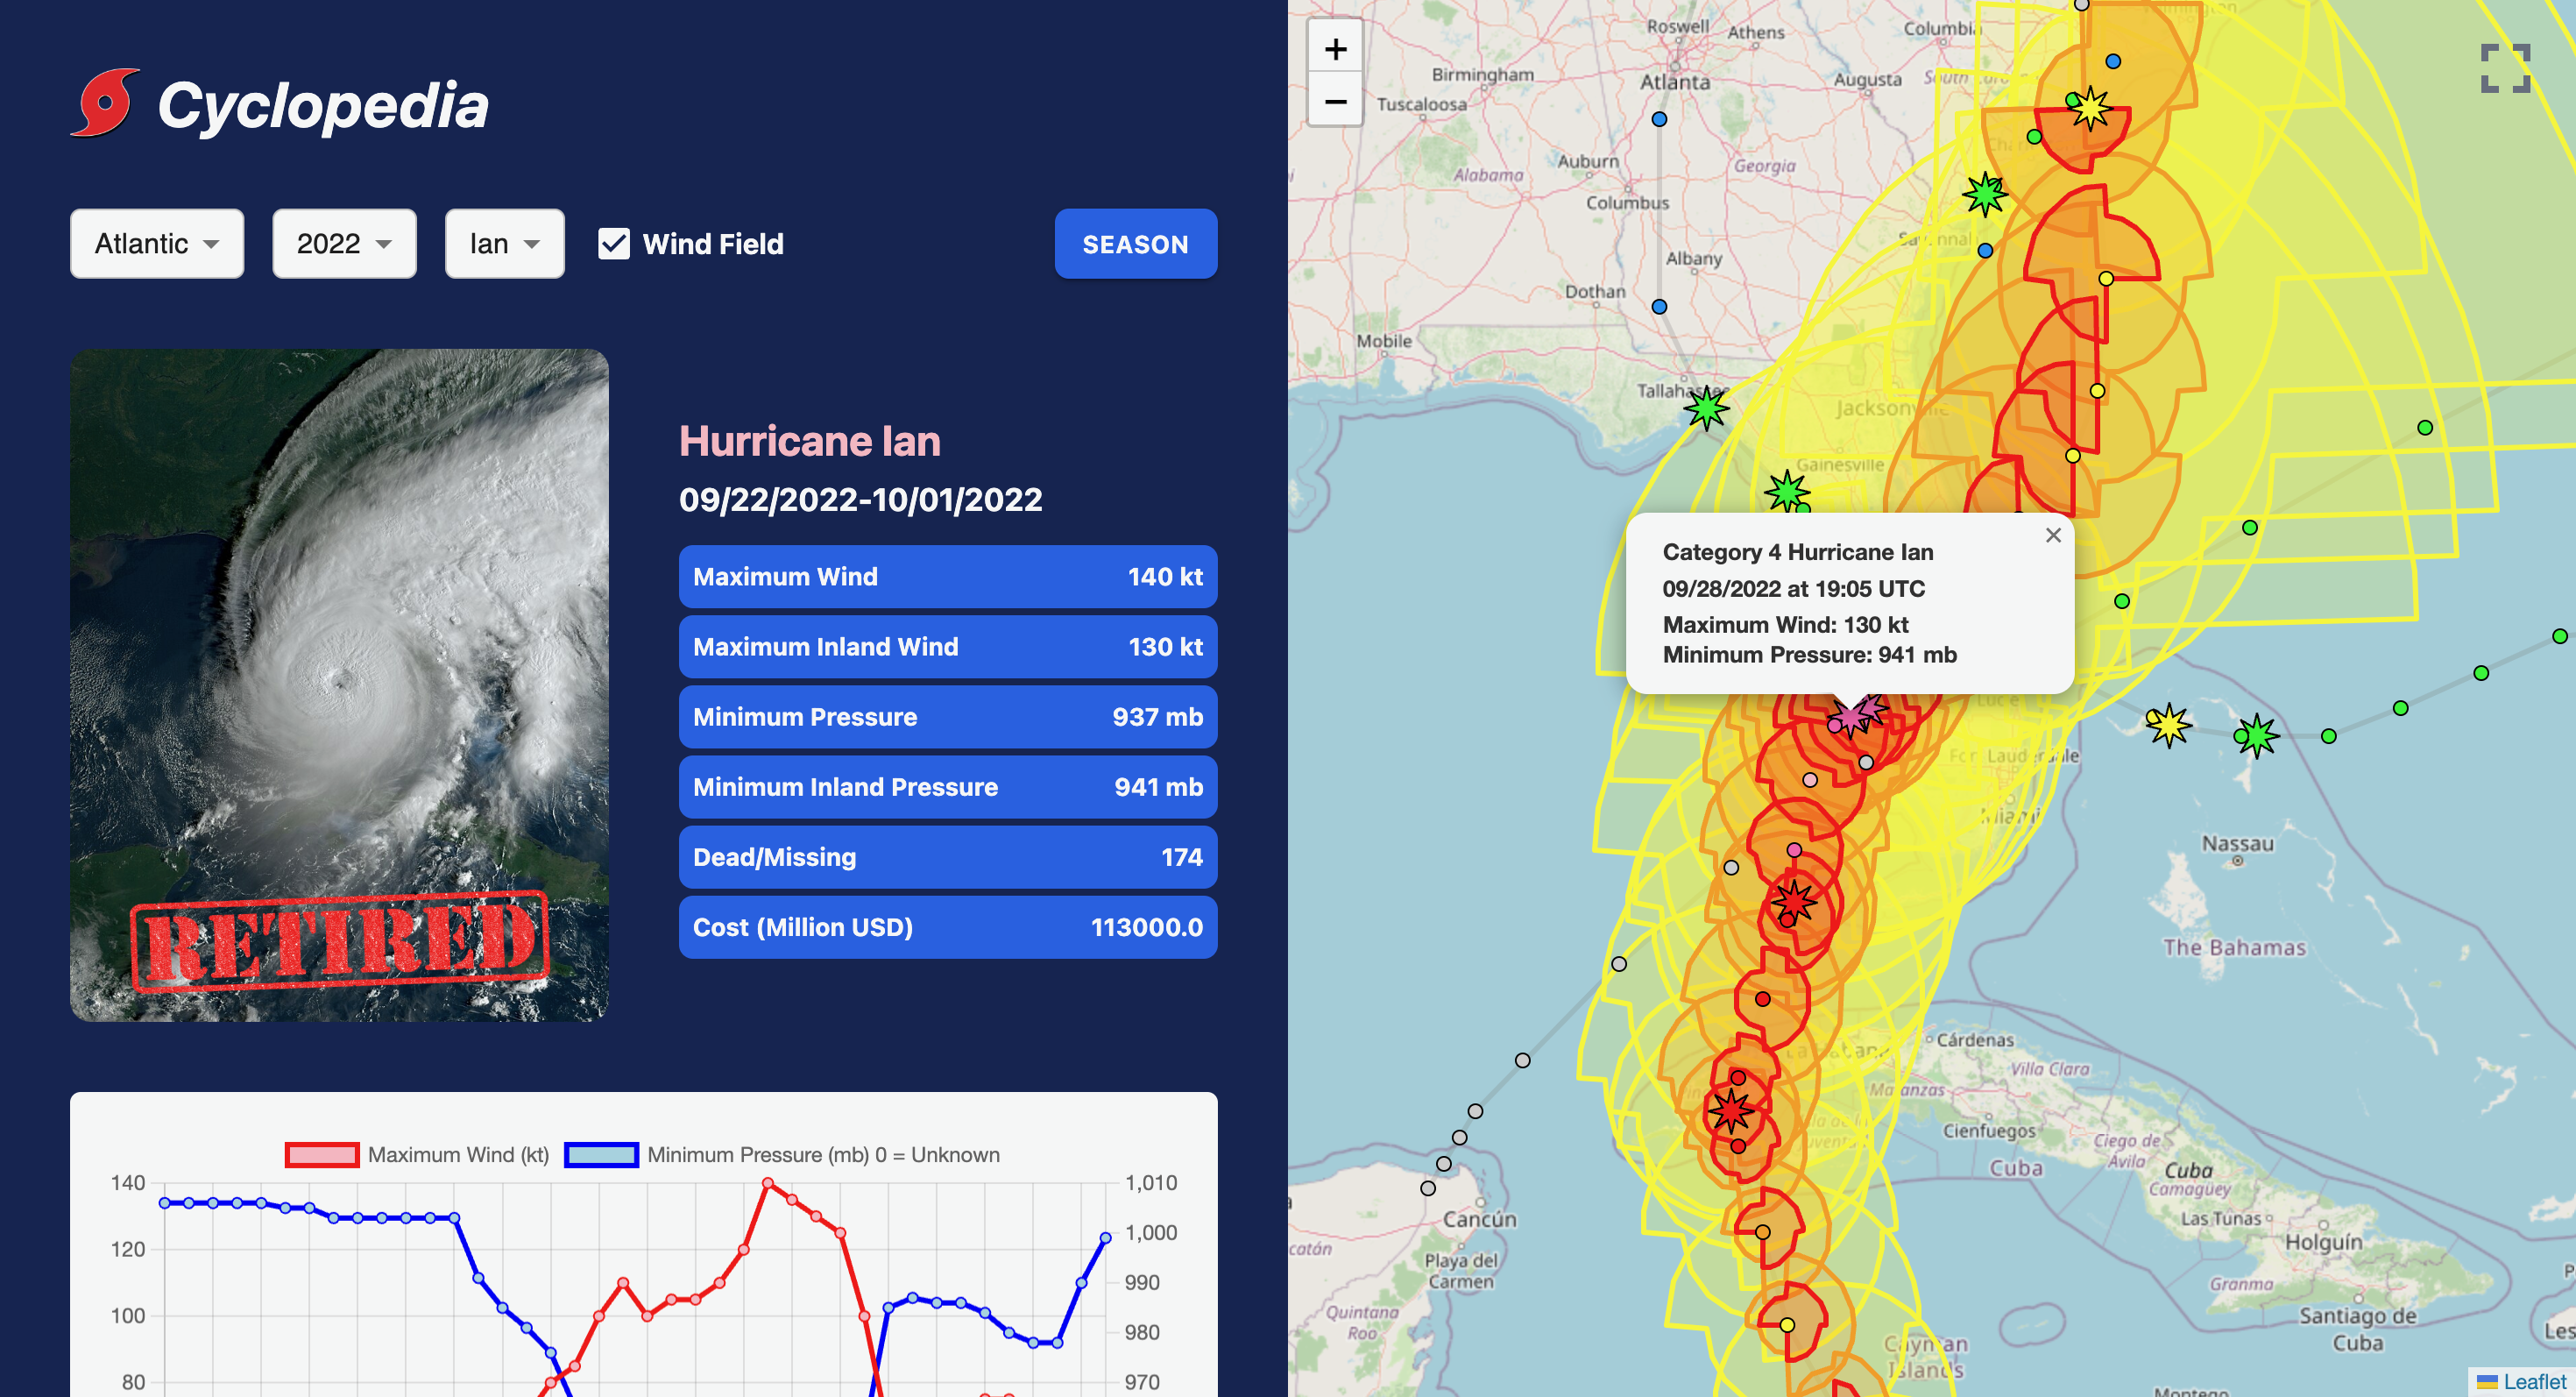 Cyclopedia
Atlantic
2022
Ian
Wind Field
SEASON
RETIRED
Hurricane Ian
09/22/2022-10/01/2022
Maximum Wind 140 kt
Maximum Inland Wind 130 kt
Minimum Pressure 937 mb
Minimum Inland Pressure 941 mb
Dead/Missing 174
Cost (Million USD) 113000.0
Maximum Wind (kt) Minimum Pressure (mb) 0 = Unknown
140 1,010
1,000
120
990
100
980
80 970
+
−
Roswell
Athens
Columbia
Birmingham
Atlanta
Augusta
Tuscaloosa
Auburn
Georgia
Alabama
Columbus
Albany
Dothan
Mobile
Tallahassee
Jacksonville
Gainesville
×
Category 4 Hurricane Ian
09/28/2022 at 19:05 UTC
Maximum Wind: 130 kt
Minimum Pressure: 941 mb
Fort Lauderdale
Miami
Nassau
The Bahamas
Cárdenas
Villa Clara
Matanzas
Cienfuegos
Ciego de
Ávila
Cuba
Cuba
Camagüey
Las Tunas
Holguín
Granma
Santiago de
Cuba
Cancún
catán
Playa del
Carmen
Quintana
Roo
Cayman
Islands
Les
Leaflet